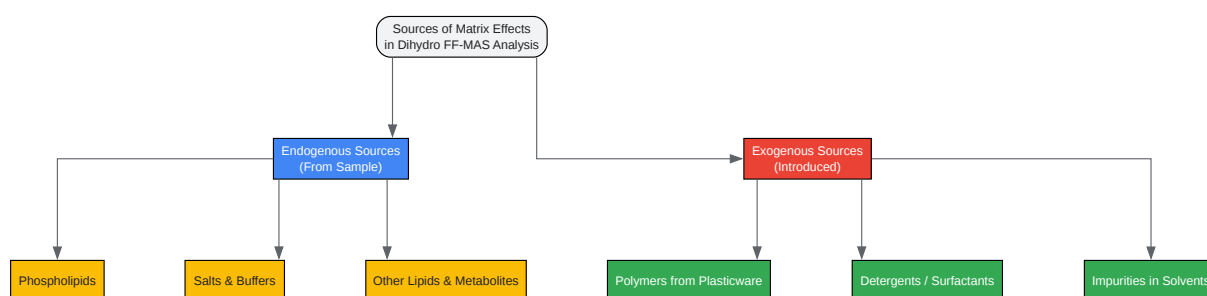 Sources of Matrix Effects
in Dihydro FF-MAS Analysis
Endogenous Sources
(From Sample)
Exogenous Sources
(Introduced)
Phospholipids
Salts & Buffers
Other Lipids & Metabolites
Polymers from Plasticware
Detergents / Surfactants
Impurities in Solvents